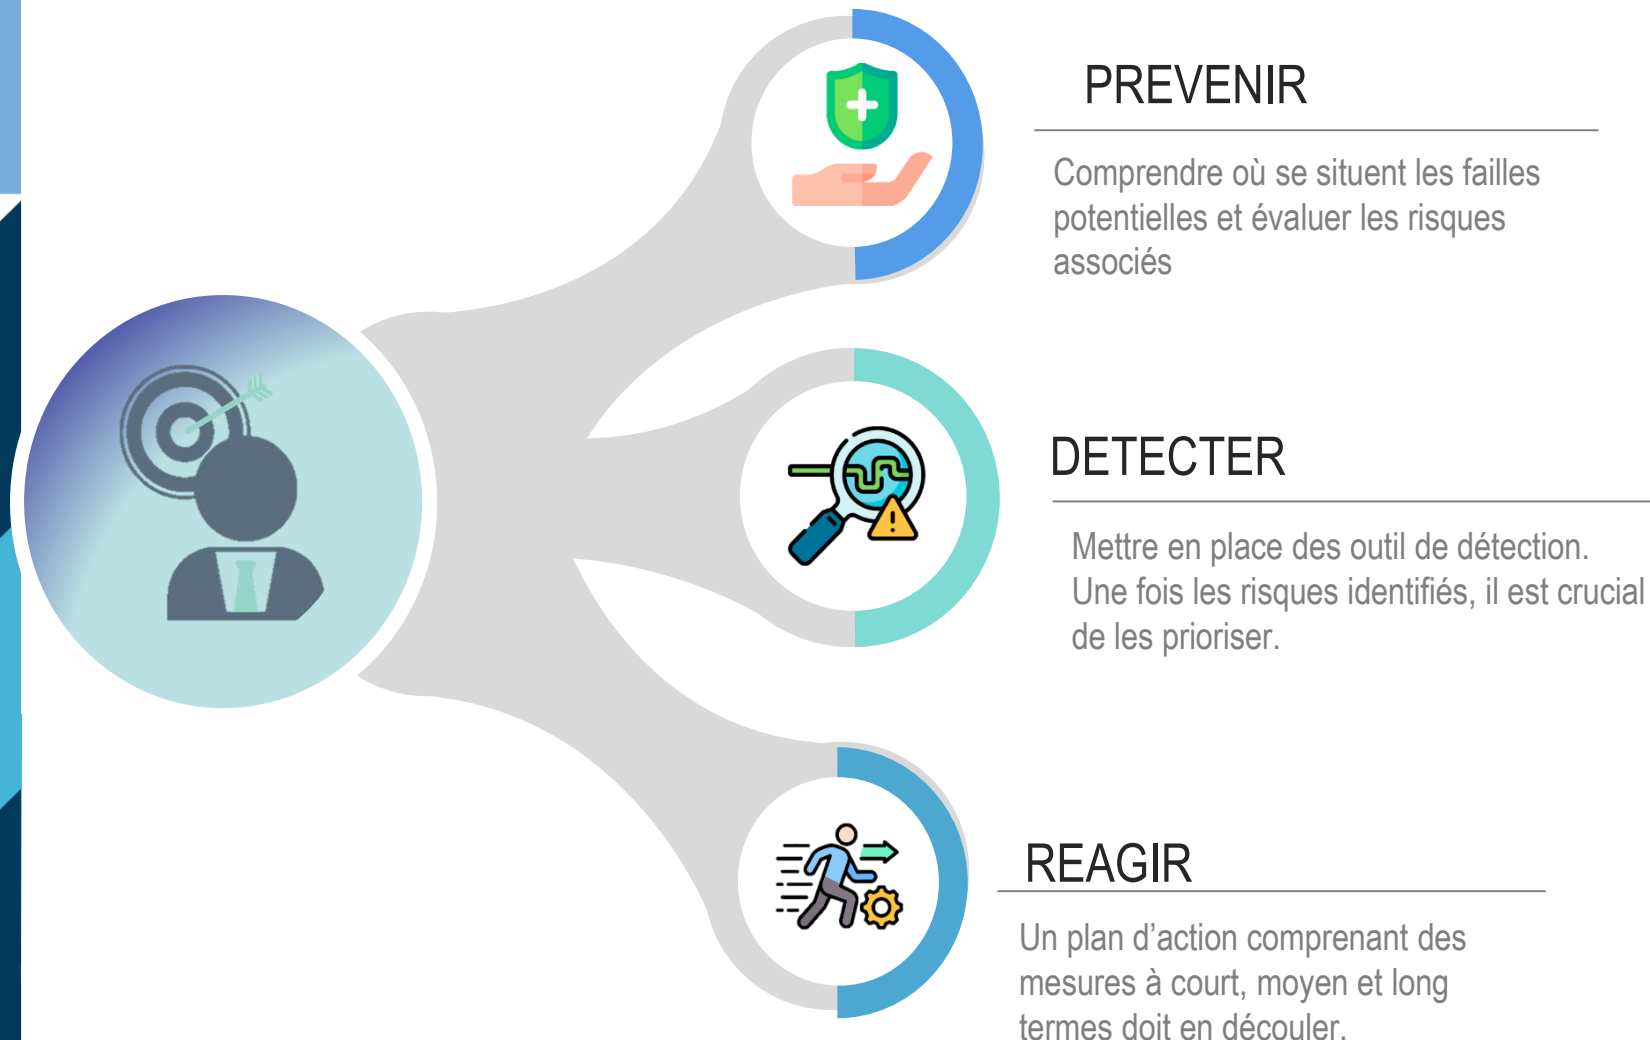 PREVENIR
Comprendre où se situent les failles
potentielles et évaluer les risques
associés
DETECTER
Mettre en place des outil de détection.
Une fois les risques identifiés, il est crucial
de les prioriser.
REAGIR
Un plan d’action comprenant des
mesures à court, moyen et long
termes doit en découler.